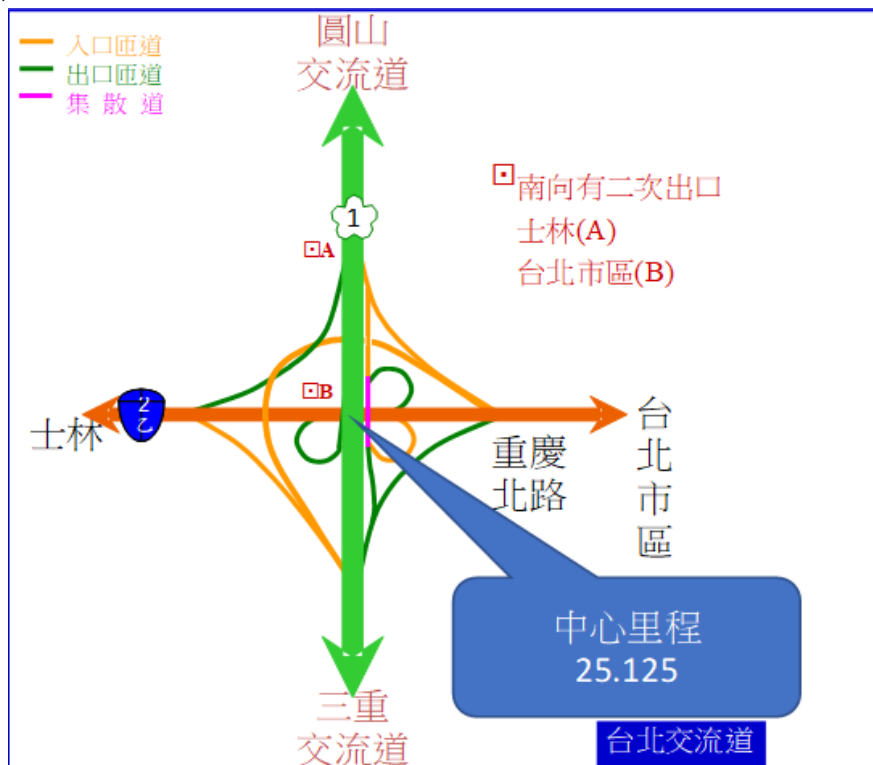 入口匝道
出口匝道
集 散 道
圓山
交流道
1
⊡南向有二次出口
士林(A)
台北市區(B)
⊡A
⊡B
2
乙
士林
重慶
北路
台
北
市
區
中心里程
25.125
三重
交流道
台北交流道